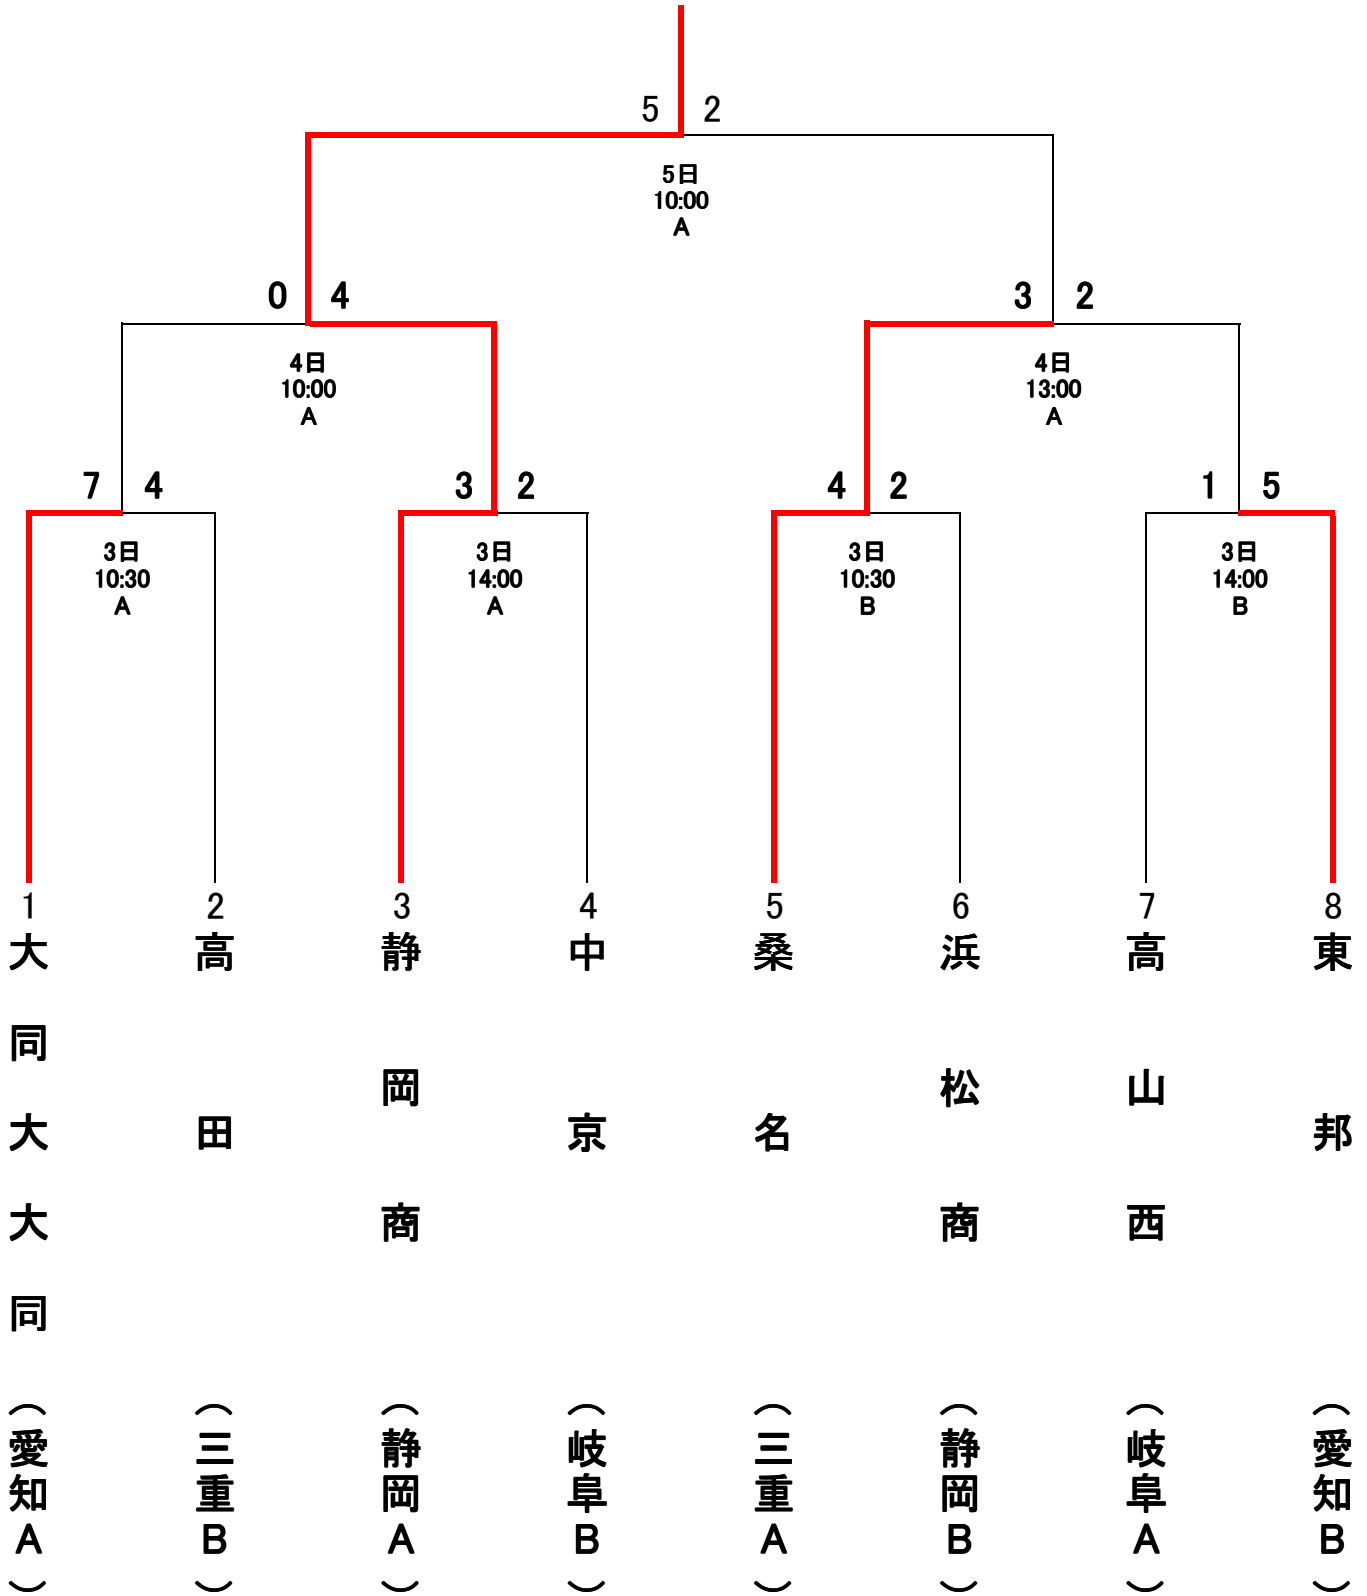 5 2
5日
10:00
A
0 4
3 2
4日
10:00
A
4日
13:00
A
7 4
3 2
4 2
1 5
3日
10:30
A
3日
14:00
A
3日
10:30
B
3日
14:00
B
1
大同大大同
（愛知A）
2
高田
（三重B）
3
静岡商
（静岡A）
4
中京
（岐阜B）
5
桑名
（三重A）
6
浜松商
（静岡B）
7
高山西
（岐阜A）
8
東邦
（愛知B）